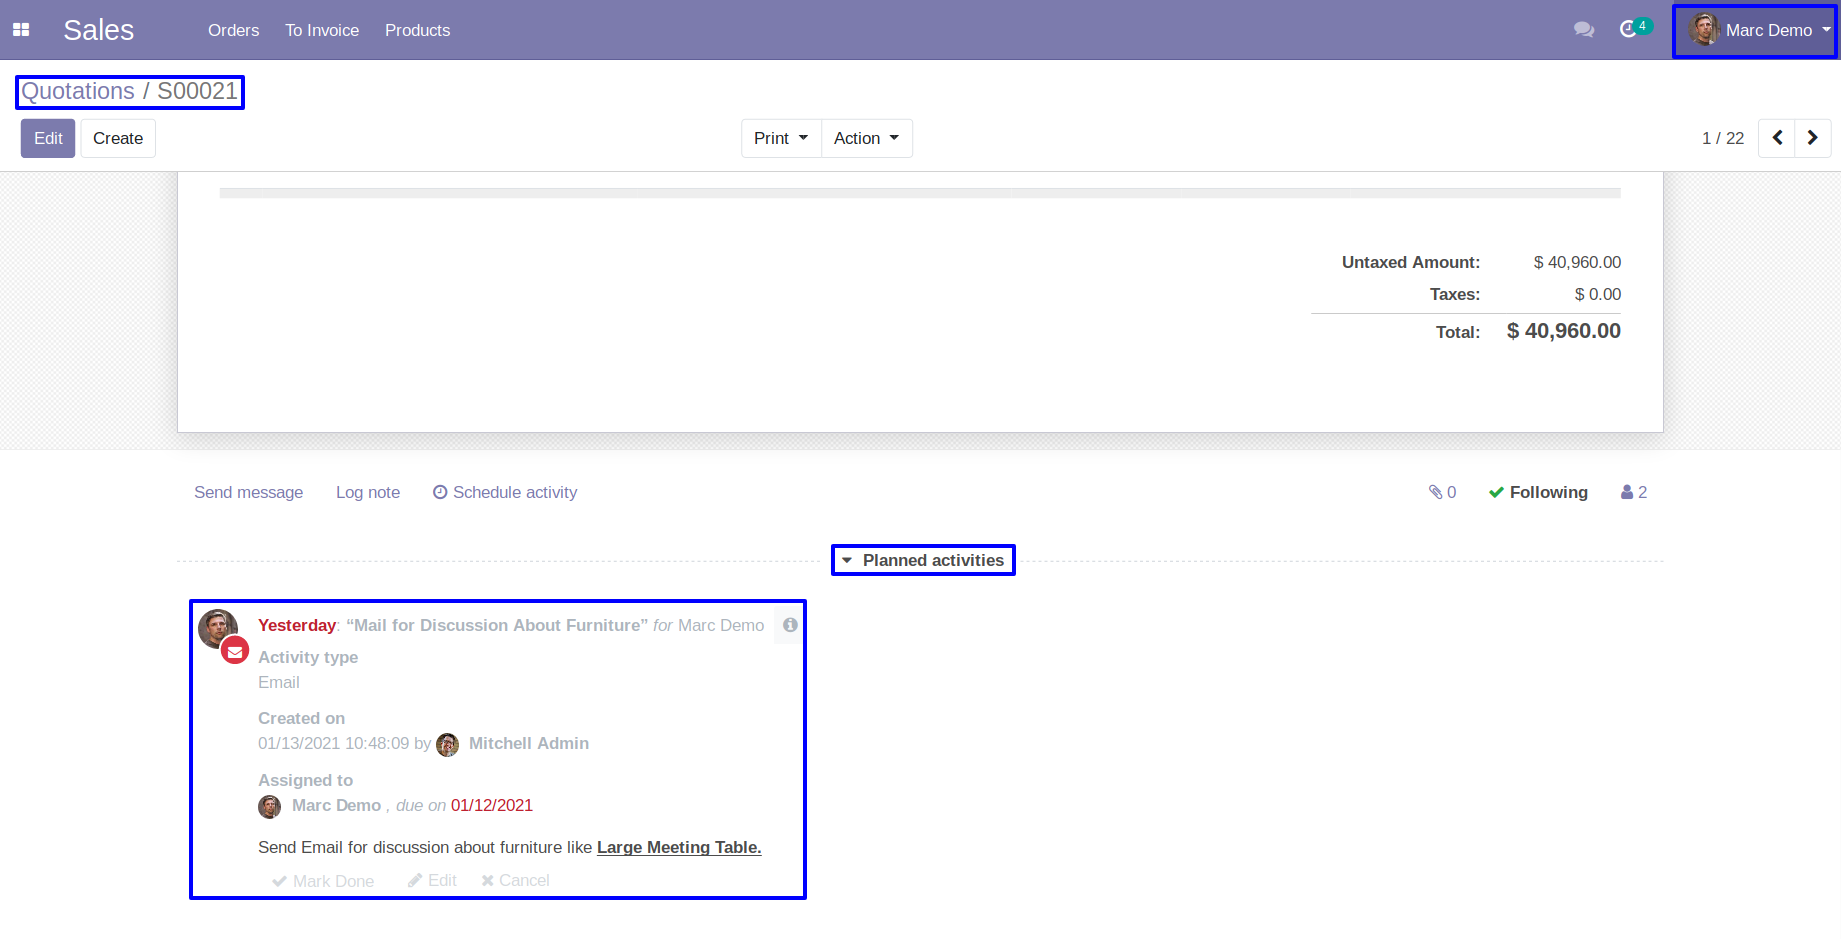 Sales Orders To Invoice Products 4 Marc Demo
Quotations / S00021
Edit Create Print Action 1 / 22
Untaxed Amount: $ 40,960.00
Taxes: $ 0.00
Total: $ 40,960.00
Send message Log note Schedule activity 0 Following 2
Planned activities
Yesterday: “Mail for Discussion About Furniture” for Marc Demo
Activity type
Email
Created on
01/13/2021 10:48:09 by Mitchell Admin
Assigned to
Marc Demo , due on 01/12/2021
Send Email for discussion about furniture like Large Meeting Table.
Mark Done Edit Cancel